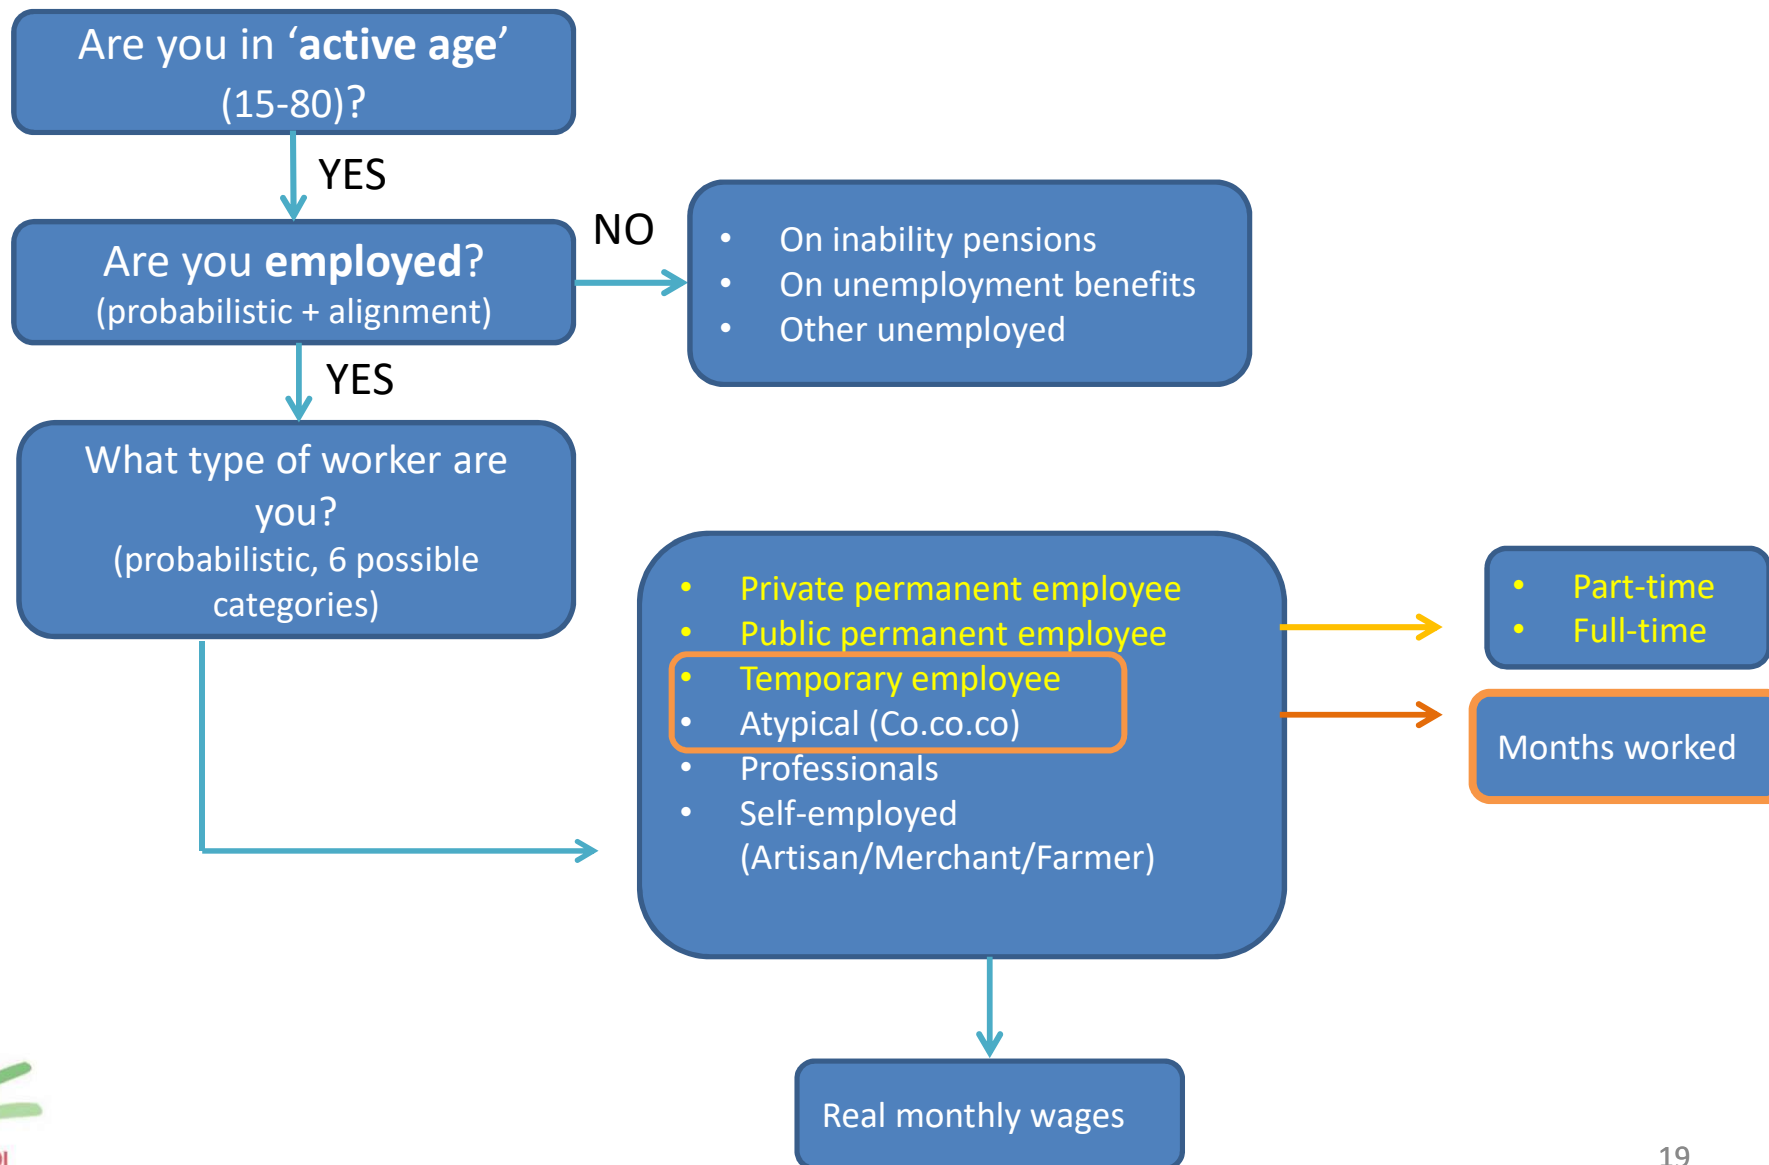 Are you in ‘active age’
(15-80)?
YES
Are you employed?
(probabilistic + alignment)
NO
• On inability pensions
• On unemployment benefits
• Other unemployed
YES
What type of worker are
you?
(probabilistic, 6 possible
categories)
• Private permanent employee
• Public permanent employee
• Temporary employee
• Atypical (Co.co.co)
• Professionals
• Self-employed
(Artisan/Merchant/Farmer)
• Part-time
• Full-time
Months worked
Real monthly wages
19